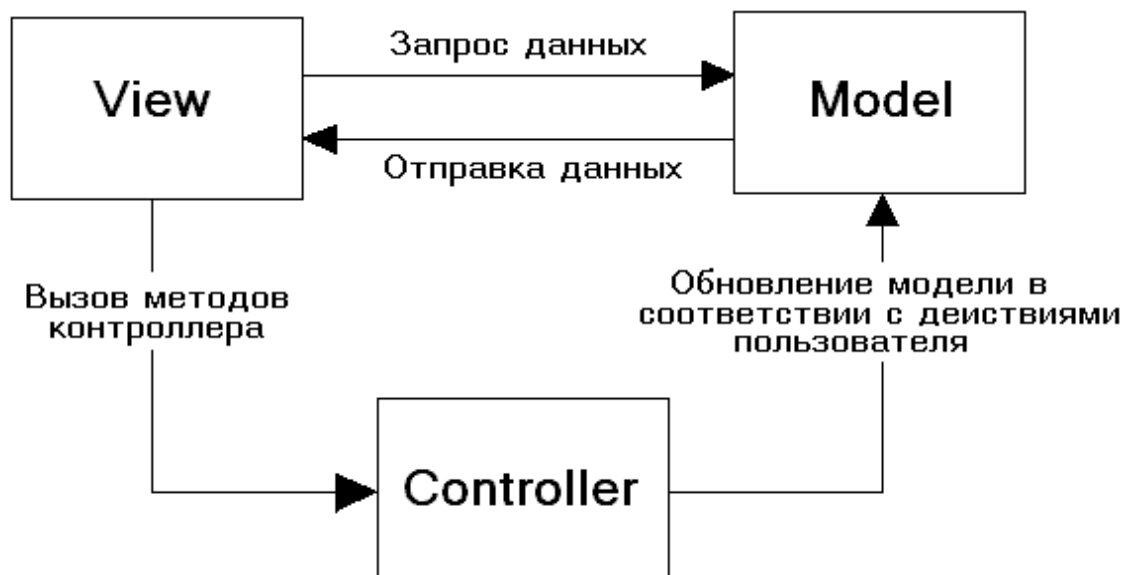 Запрос данных
View
Model
Отправка данных
Вызов методов
контроллера
Обновление модели в
соответствии с деиствиями
пользователя
Controller